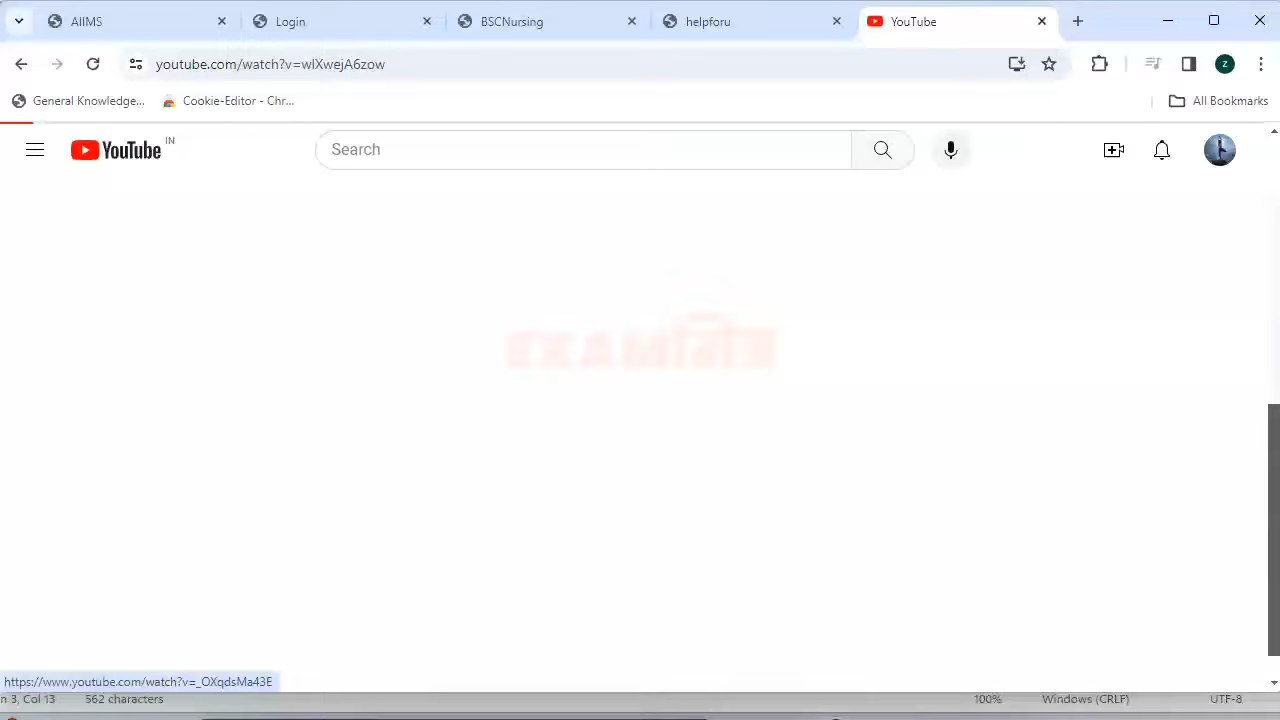 AIIMS
Login
BSCNursing
helpforu
YouTube
youtube.com/watch?v=wlXwejA6zow
z
General Knowledge...
Cookie-Editor - Chr...
All Bookmarks
YouTube IN
Search
https://www.youtube.com/watch?v=_OXqdsMa43E
n 3, Col 13
562 characters
100%
Windows (CRLF)
UTF-8